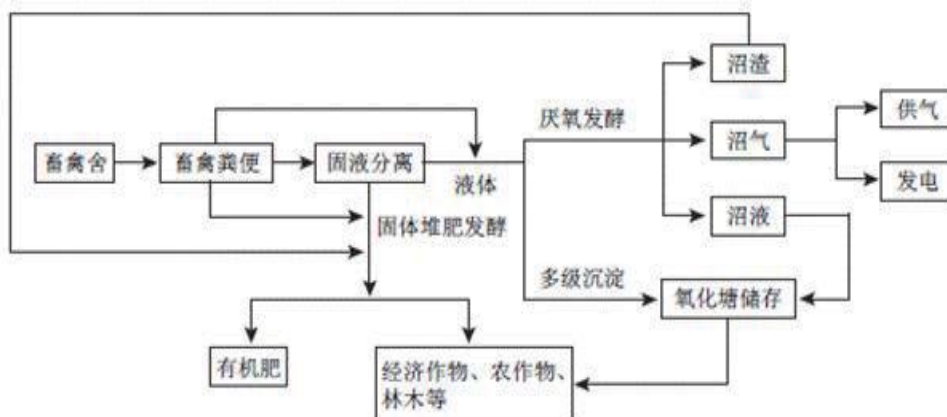 沼渣
供气
厌氧发酵
沼气
畜禽舍
畜禽粪便
固液分离
液体
发电
沼液
固体堆肥发酵
多级沉淀
氧化塘储存
有机肥
经济作物、农作物、
林木等